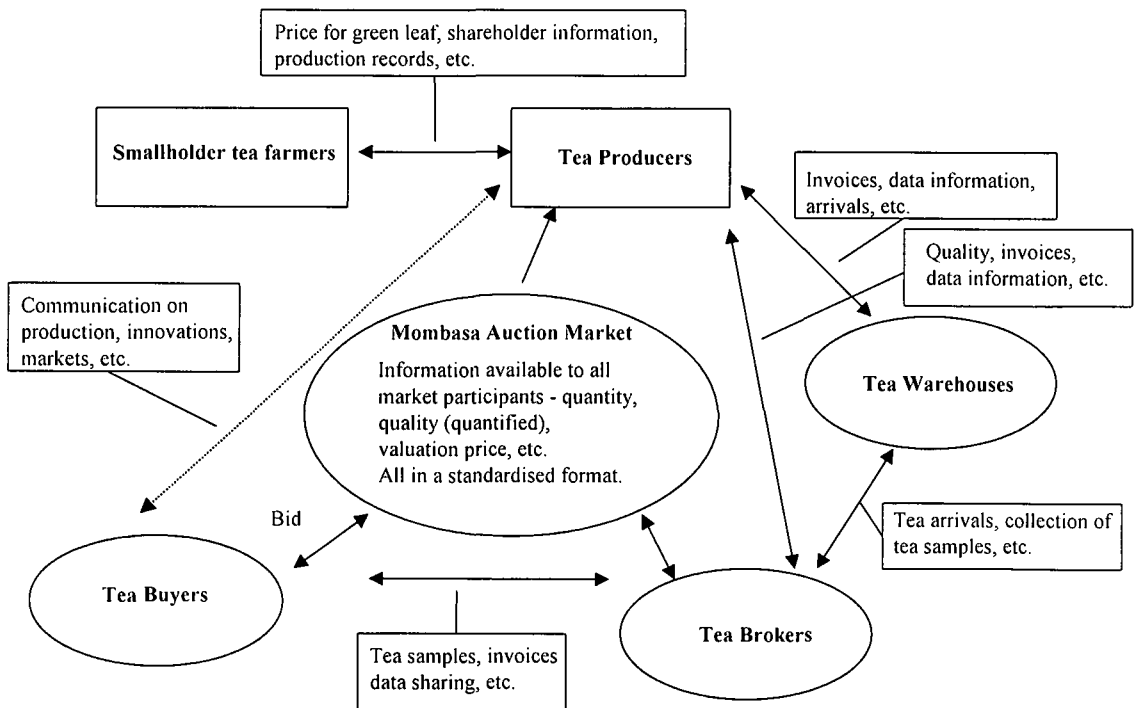 Price for green leaf, shareholder information,
production records, etc.
Smallholder tea farmers
Tea Producers
Invoices, data information,
arrivals, etc.
Quality, invoices,
data information, etc.
Communication on
production, innovations,
markets, etc.
Mombasa Auction Market
Information available to all
market participants - quantity,
quality (quantified),
valuation price, etc.
All in a standardised format.
Tea Warehouses
Bid
Tea arrivals, collection of
tea samples, etc.
Tea Buyers
Tea Brokers
Tea samples, invoices
data sharing, etc.